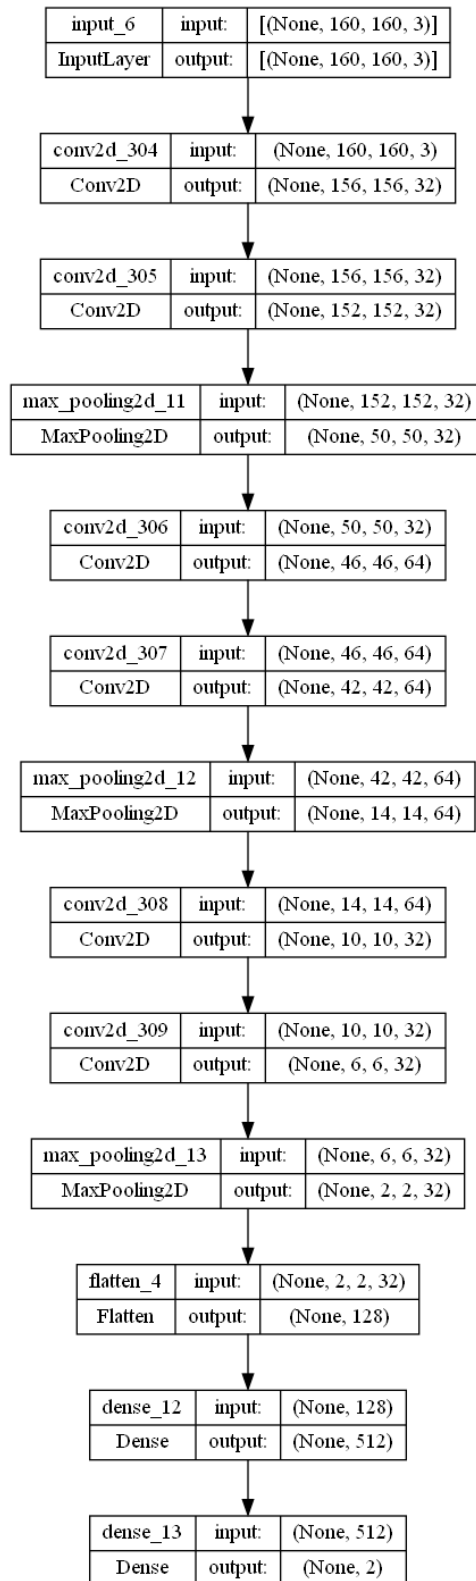 input_6 input: [(None, 160, 160, 3)]
InputLayer output: [(None, 160, 160, 3)]
conv2d_304 input: (None, 160, 160, 3)
Conv2D output: (None, 156, 156, 32)
conv2d_305 input: (None, 156, 156, 32)
Conv2D output: (None, 152, 152, 32)
max_pooling2d_11 input: (None, 152, 152, 32)
MaxPooling2D output: (None, 50, 50, 32)
conv2d_306 input: (None, 50, 50, 32)
Conv2D output: (None, 46, 46, 64)
conv2d_307 input: (None, 46, 46, 64)
Conv2D output: (None, 42, 42, 64)
max_pooling2d_12 input: (None, 42, 42, 64)
MaxPooling2D output: (None, 14, 14, 64)
conv2d_308 input: (None, 14, 14, 64)
Conv2D output: (None, 10, 10, 32)
conv2d_309 input: (None, 10, 10, 32)
Conv2D output: (None, 6, 6, 32)
max_pooling2d_13 input: (None, 6, 6, 32)
MaxPooling2D output: (None, 2, 2, 32)
flatten_4 input: (None, 2, 2, 32)
Flatten output: (None, 128)
dense_12 input: (None, 128)
Dense output: (None, 512)
dense_13 input: (None, 512)
Dense output: (None, 2)